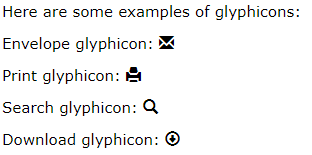 Here are some examples of glyphicons:
Envelope glyphicon:
Print glyphicon:
Search glyphicon:
Download glyphicon: